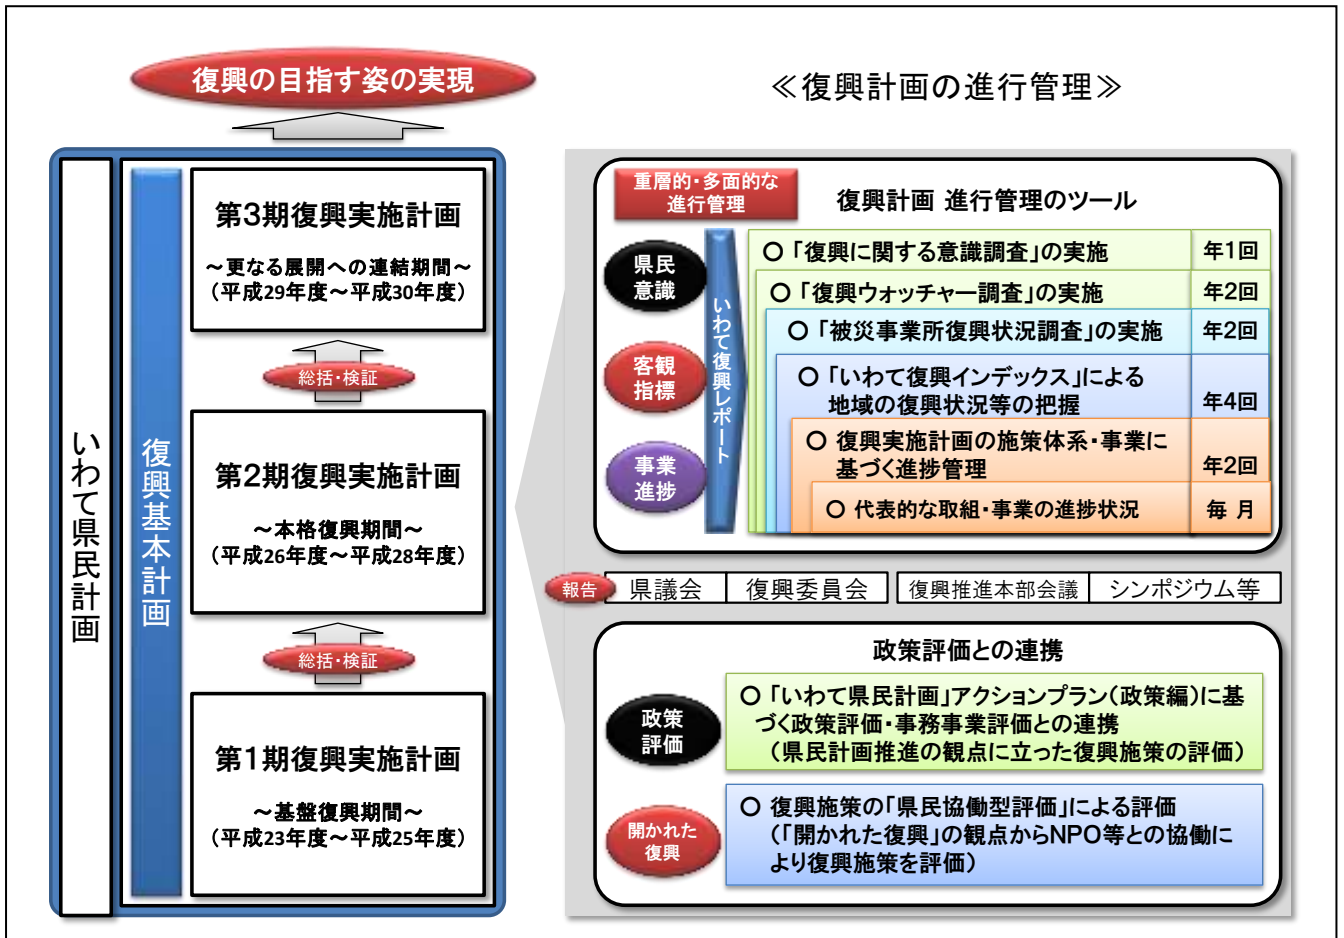 復興の目指す姿の実現
≪復興計画の進行管理≫
いわて県民計画
復興基本計画
第3期復興実施計画
～更なる展開への連結期間～
（平成29年度～平成30年度）
総括・検証
第2期復興実施計画
～本格復興期間～
（平成26年度～平成28年度）
総括・検証
第1期復興実施計画
～基盤復興期間～
（平成23年度～平成25年度）
重層的・多面的な
進行管理
復興計画 進行管理のツール
県民
意識
客観
指標
事業
進捗
いわて復興レポート
○「復興に関する意識調査」の実施 年1回
○「復興ウォッチャー調査」の実施 年2回
○「被災事業所復興状況調査」の実施 年2回
○「いわて復興インデックス」による
地域の復興状況等の把握 年4回
○ 復興実施計画の施策体系・事業に
基づく進捗管理 年2回
○ 代表的な取組・事業の進捗状況 毎 月
報告 県議会 復興委員会 復興推進本部会議 シンポジウム等
政策評価との連携
政策
評価
○「いわて県民計画」アクションプラン（政策編）に基
づく政策評価・事務事業評価との連携
（県民計画推進の観点に立った復興施策の評価）
開かれた
復興
○ 復興施策の「県民協働型評価」による評価
（「開かれた復興」の観点からNPO等との協働に
より復興施策を評価）